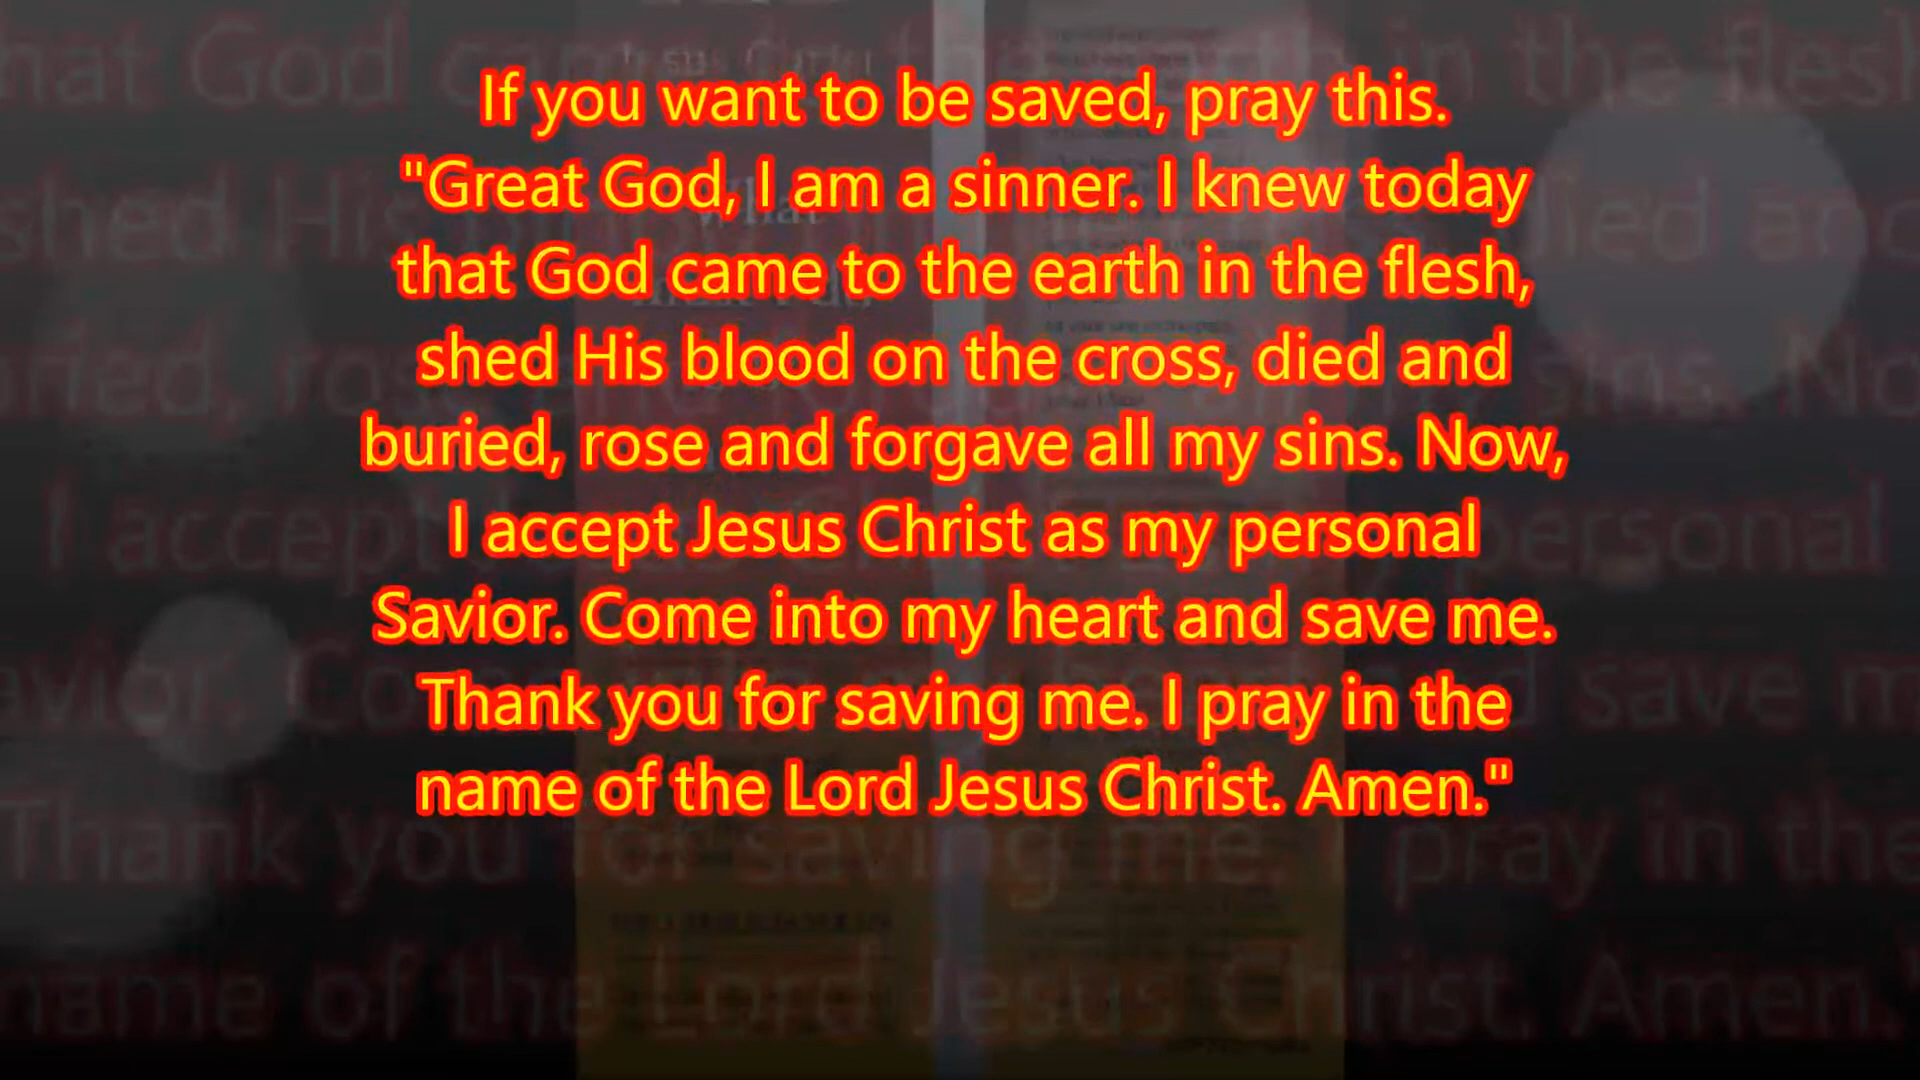 If you want to be saved, pray this.
"Great God, I am a sinner. I knew today
that God came to the earth in the flesh,
shed His blood on the cross, died and
buried, rose and forgave all my sins. Now,
I accept Jesus Christ as my personal
Savior. Come into my heart and save me.
Thank you for saving me. I pray in the
name of the Lord Jesus Christ. Amen."